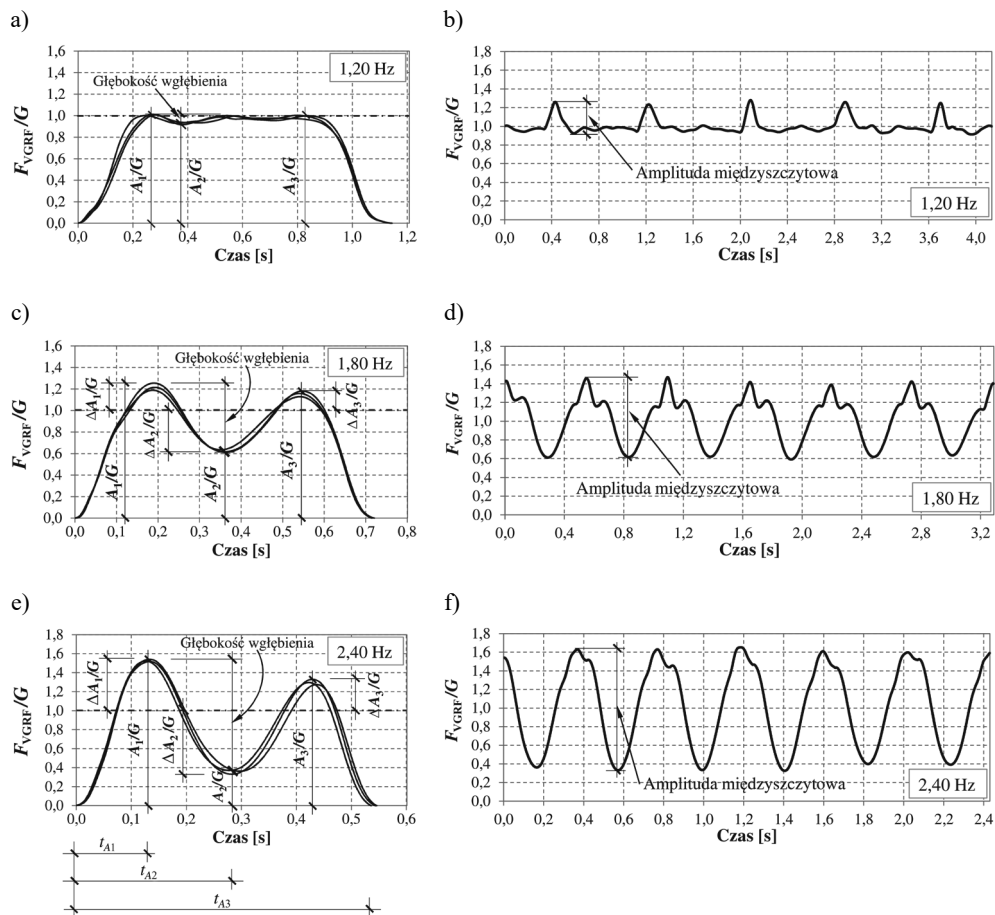 a)
F_VGRF/G
1,6
1,4
1,2
1,0
0,8
0,6
0,4
0,2
0,0
Głębokość wgłębienia
1,20 Hz
A1/G
A2/G
A3/G
0,0 0,2 0,4 0,6 0,8 1,0 1,2
Czas [s]
b)
F_VGRF/G
1,8
1,6
1,4
1,2
1,0
0,8
0,6
0,4
0,2
0,0
Amplituda międzyszczytowa
1,20 Hz
0,0 0,4 0,8 1,2 1,6 2,0 2,4 2,8 3,2 3,6 4,0
Czas [s]
c)
F_VGRF/G
1,6
1,4
1,2
1,0
0,8
0,6
0,4
0,2
0,0
Głębokość wgłębienia
1,80 Hz
ΔA1/G
ΔA2/G
ΔA3/G
A1/G
A2/G
A3/G
0,0 0,1 0,2 0,3 0,4 0,5 0,6 0,7 0,8
Czas [s]
d)
F_VGRF/G
1,8
1,6
1,4
1,2
1,0
0,8
0,6
0,4
0,2
0,0
Amplituda międzyszczytowa
1,80 Hz
0,0 0,4 0,8 1,2 1,6 2,0 2,4 2,8 3,2
Czas [s]
e)
F_VGRF/G
1,8
1,6
1,4
1,2
1,0
0,8
0,6
0,4
0,2
0,0
Głębokość wgłębienia
2,40 Hz
ΔA1/G
ΔA2/G
ΔA3/G
A1/G
A2/G
A3/G
0,0 0,1 0,2 0,3 0,4 0,5 0,6
Czas [s]
tA1
tA2
tA3
f)
F_VGRF/G
1,8
1,6
1,4
1,2
1,0
0,8
0,6
0,4
0,2
0,0
Amplituda międzyszczytowa
2,40 Hz
0,0 0,2 0,4 0,6 0,8 1,0 1,2 1,4 1,6 1,8 2,0 2,2 2,4
Czas [s]